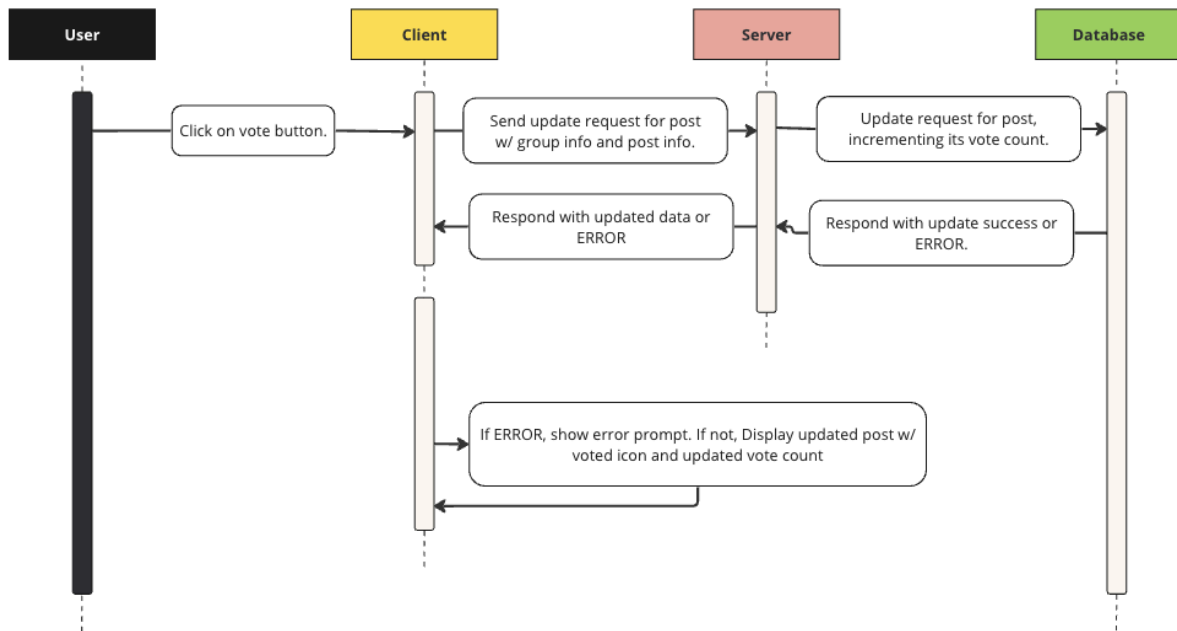 User
Client
Server
Database
Click on vote button.
Send update request for post
w/ group info and post info.
Update request for post,
incrementing its vote count.
Respond with updated data or
ERROR
Respond with update success or
ERROR.
If ERROR, show error prompt. If not, Display updated post w/
voted icon and updated vote count